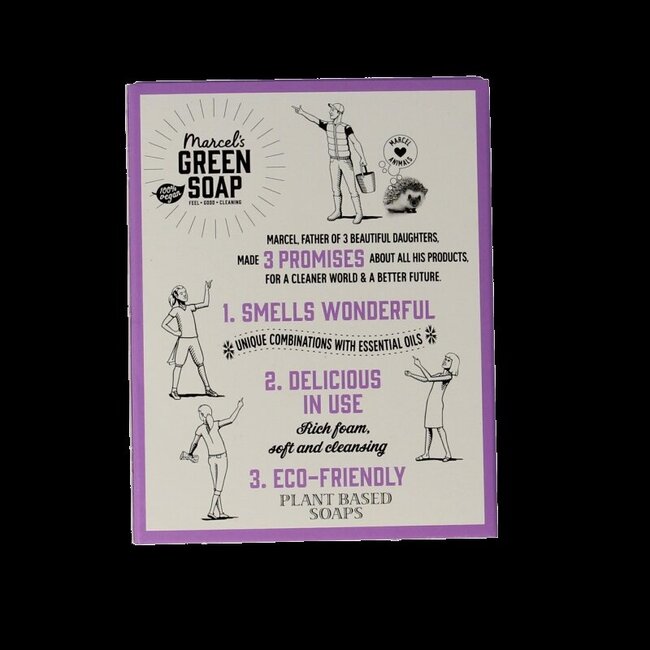 Marcel's
GREEN
SOAP
100% vegan
FEEL • GOOD • CLEANING
MARCEL
ANIMALS
MARCEL, FATHER OF 3 BEAUTIFUL DAUGHTERS,
MADE 3 PROMISES ABOUT ALL HIS PRODUCTS,
FOR A CLEANER WORLD & A BETTER FUTURE.
1. SMELLS WONDERFUL
UNIQUE COMBINATIONS WITH ESSENTIAL OILS
2. DELICIOUS
IN USE
Rich foam,
soft and cleansing
3. ECO-FRIENDLY
PLANT BASED
SOAPS